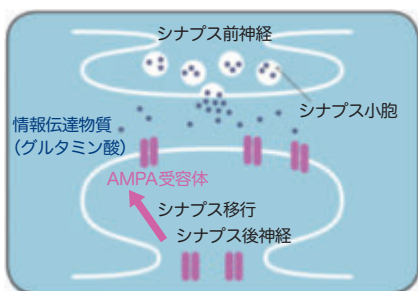 シナプス前神経
シナプス小胞
情報伝達物質
（グルタミン酸）
AMPA受容体
シナプス移行
シナプス後神経